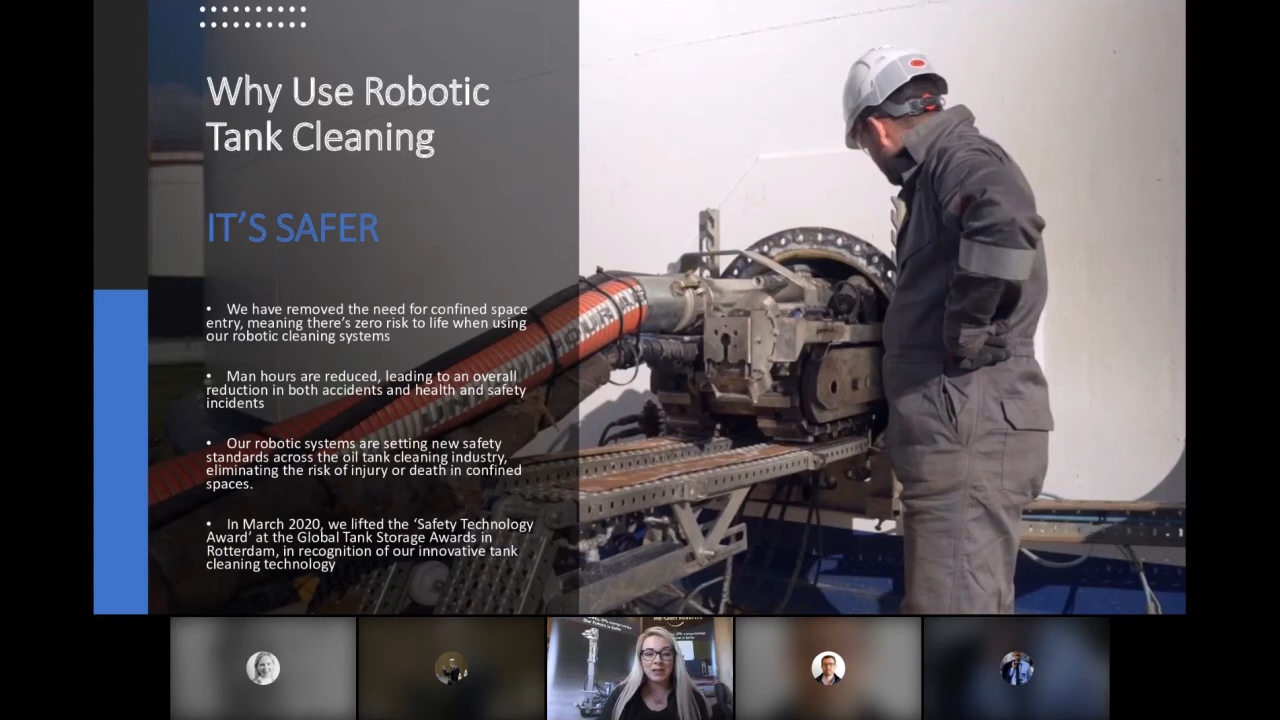 Why Use Robotic
Tank Cleaning
IT'S SAFER
• We have removed the need for confined space
entry, meaning there's zero risk to life when using
our robotic cleaning systems
• Man hours are reduced, leading to an overall
reduction in both accidents and health and safety
incidents
• Our robotic systems are setting new safety
standards across the oil tank cleaning industry,
eliminating the risk of injury or death in confined
spaces.
• In March 2020, we lifted the 'Safety Technology
Award' at the Global Tank Storage Awards in
Rotterdam, in recognition of our innovative tank
cleaning technology